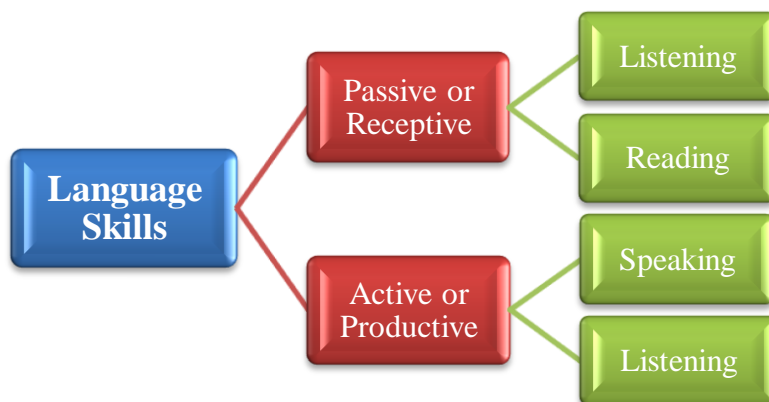 Language
Skills
Passive or
Receptive
Active or
Productive
Listening
Reading
Speaking
Listening